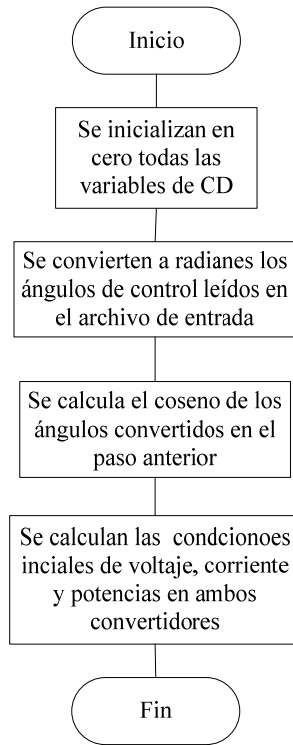 Inicio
Se inicializan en
cero todas las
variables de CD
Se convierten a radianes los
ángulos de control leídos en
el archivo de entrada
Se calcula el coseno de los
ángulos convertidos en el
paso anterior
Se calculan las condcionoes
inciales de voltaje, corriente
y potencias en ambos
convertidores
Fin